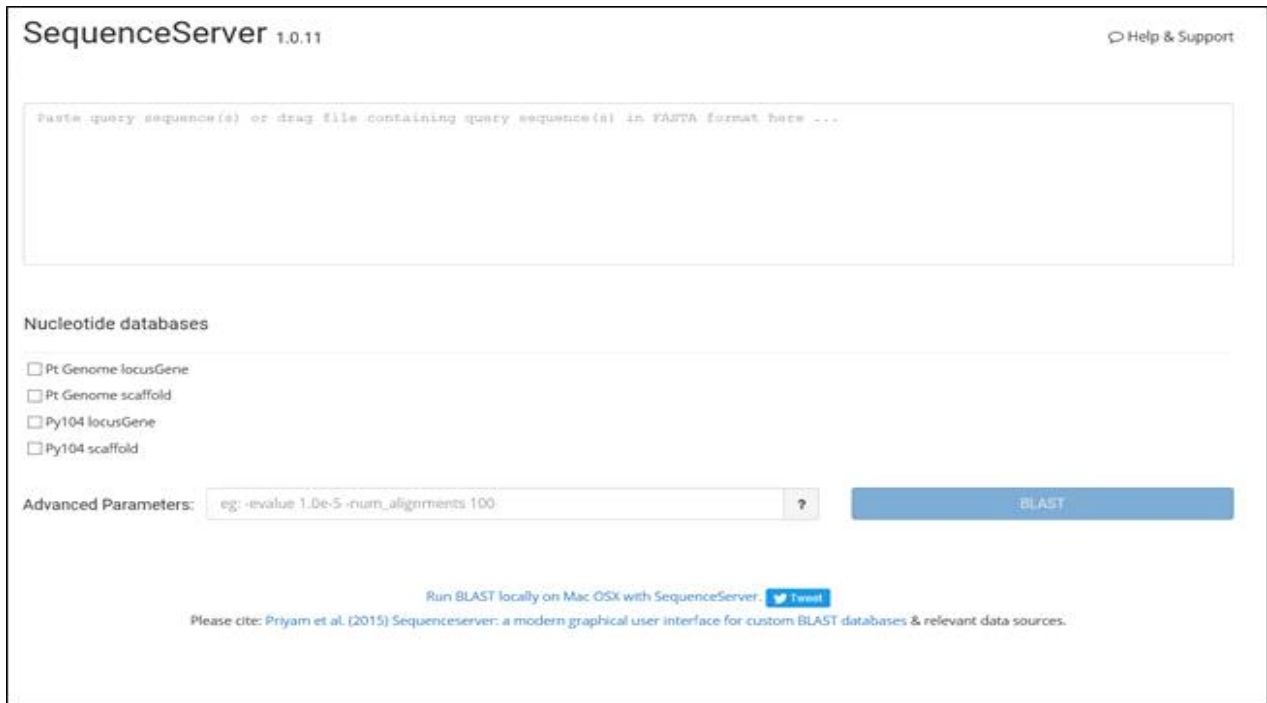 SequenceServer 1.0.11
Help & Support
Paste query sequence(s) or drag file containing query sequence(s) in FASTA format here ...
Nucleotide databases
Pt Genome locusGene
Pt Genome scaffold
Py104 locusGene
Py104 scaffold
Advanced Parameters: eg: -evalue 1.0e-5 -num_alignments 100 ? BLAST
Run BLAST locally on Mac OSX with SequenceServer. Tweet
Please cite: Priyam et al. (2015) Sequenceserver: a modern graphical user interface for custom BLAST databases & relevant data sources.